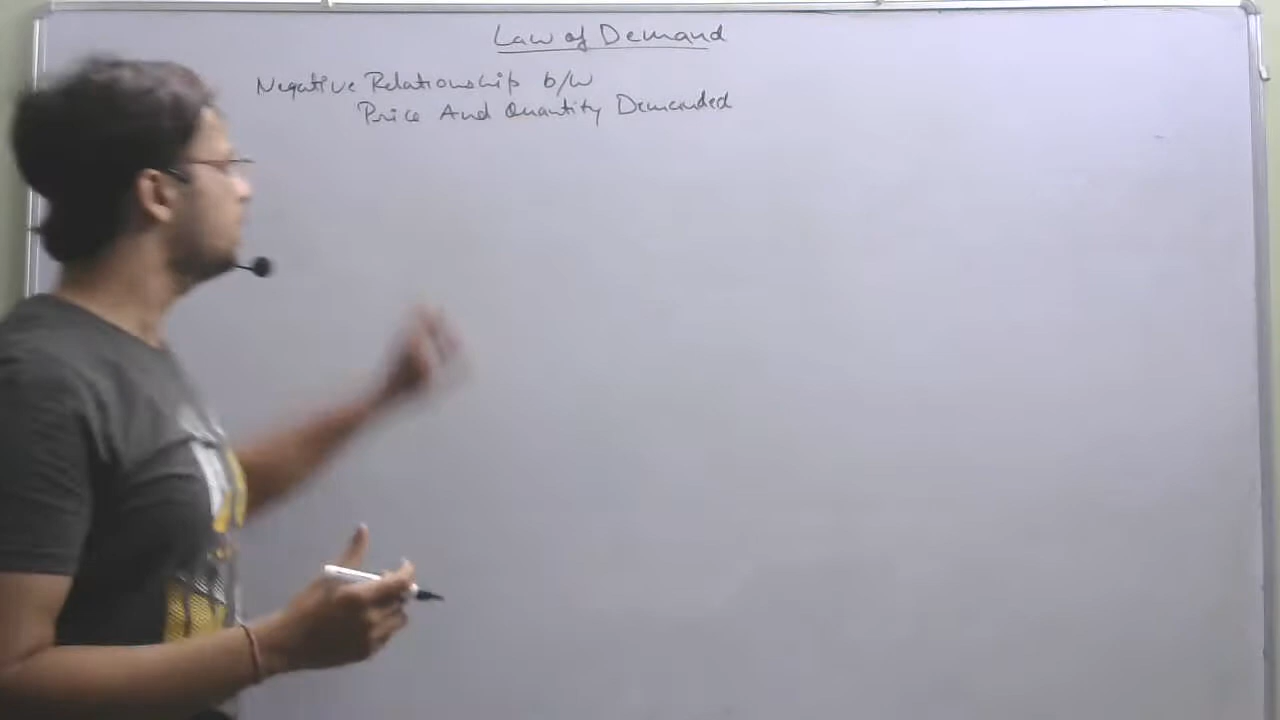 Law of Demand
Negative Relationship b/w
Price And Quantity Demanded